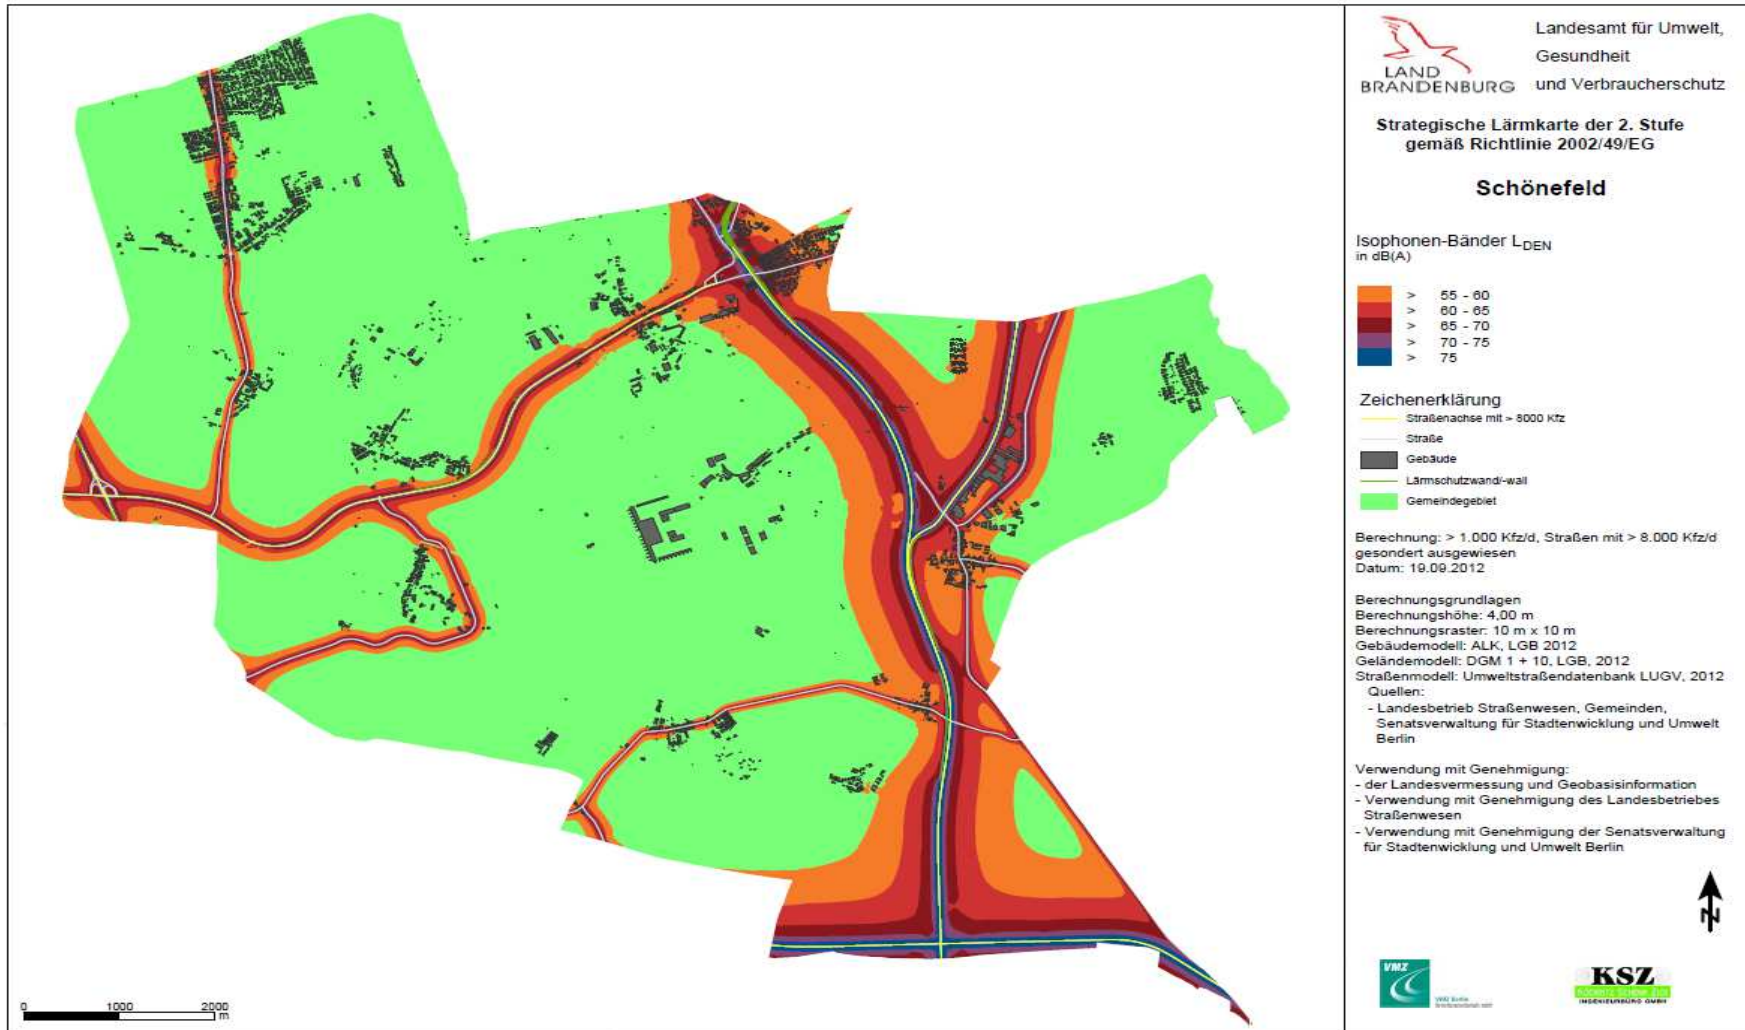 LAND
BRANDENBURG
Landesamt für Umwelt,
Gesundheit
und Verbraucherschutz
Strategische Lärmkarte der 2. Stufe
gemäß Richtlinie 2002/49/EG
Schönefeld
Isophonen-Bänder LDEN
in dB(A)
> 55 - 60
> 60 - 65
> 65 - 70
> 70 - 75
> 75
Zeichenerklärung
Straßenachse mit > 8000 Kfz
Straße
Gebäude
Lärmschutzwand/-wall
Gemeindegebiet
Berechnung: > 1.000 Kfz/d, Straßen mit > 8.000 Kfz/d
gesondert ausgewiesen
Datum: 19.09.2012
Berechnungsgrundlagen
Berechnungshöhe: 4,00 m
Berechnungsraster: 10 m x 10 m
Gebäudemodell: ALK, LGB 2012
Geländemodell: DGM 1 + 10, LGB, 2012
Straßenmodell: Umweltstraßendatenbank LUGV, 2012
Quellen:
- Landesbetrieb Straßenwesen, Gemeinden,
Senatsverwaltung für Stadtenwicklung und Umwelt
Berlin
Verwendung mit Genehmigung:
- der Landesvermessung und Geobasisinformation
- Verwendung mit Genehmigung des Landesbetriebes
Straßenwesen
- Verwendung mit Genehmigung der Senatsverwaltung
für Stadtenwicklung und Umwelt Berlin
N
VMZ
VMZ Berlin
KSZ
INGENIEURBÜRO GMBH
0 1000 2000
m